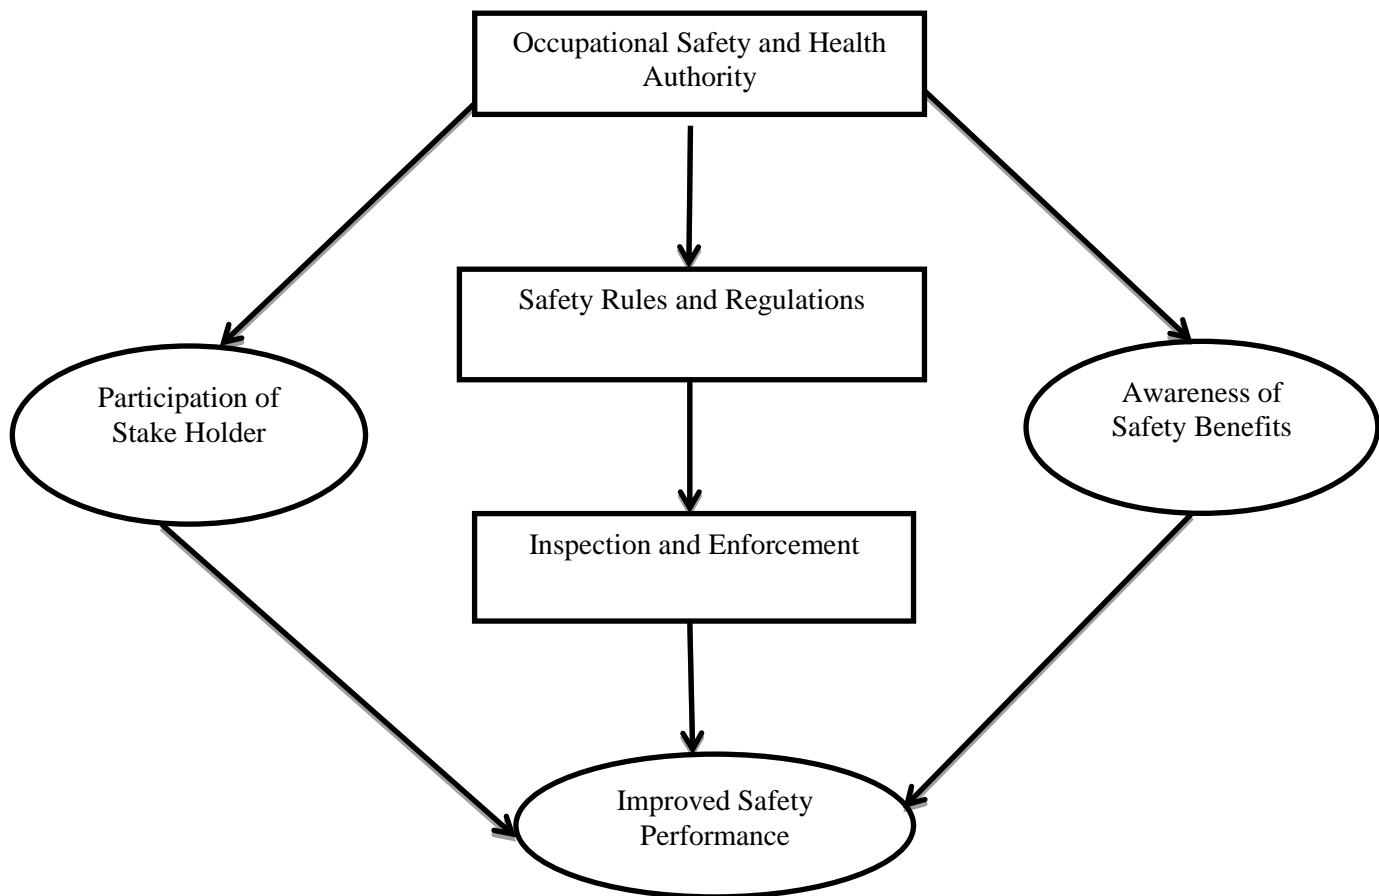 Occupational Safety and Health
Authority
Safety Rules and Regulations
Participation of
Stake Holder
Awareness of
Safety Benefits
Inspection and Enforcement
Improved Safety
Performance